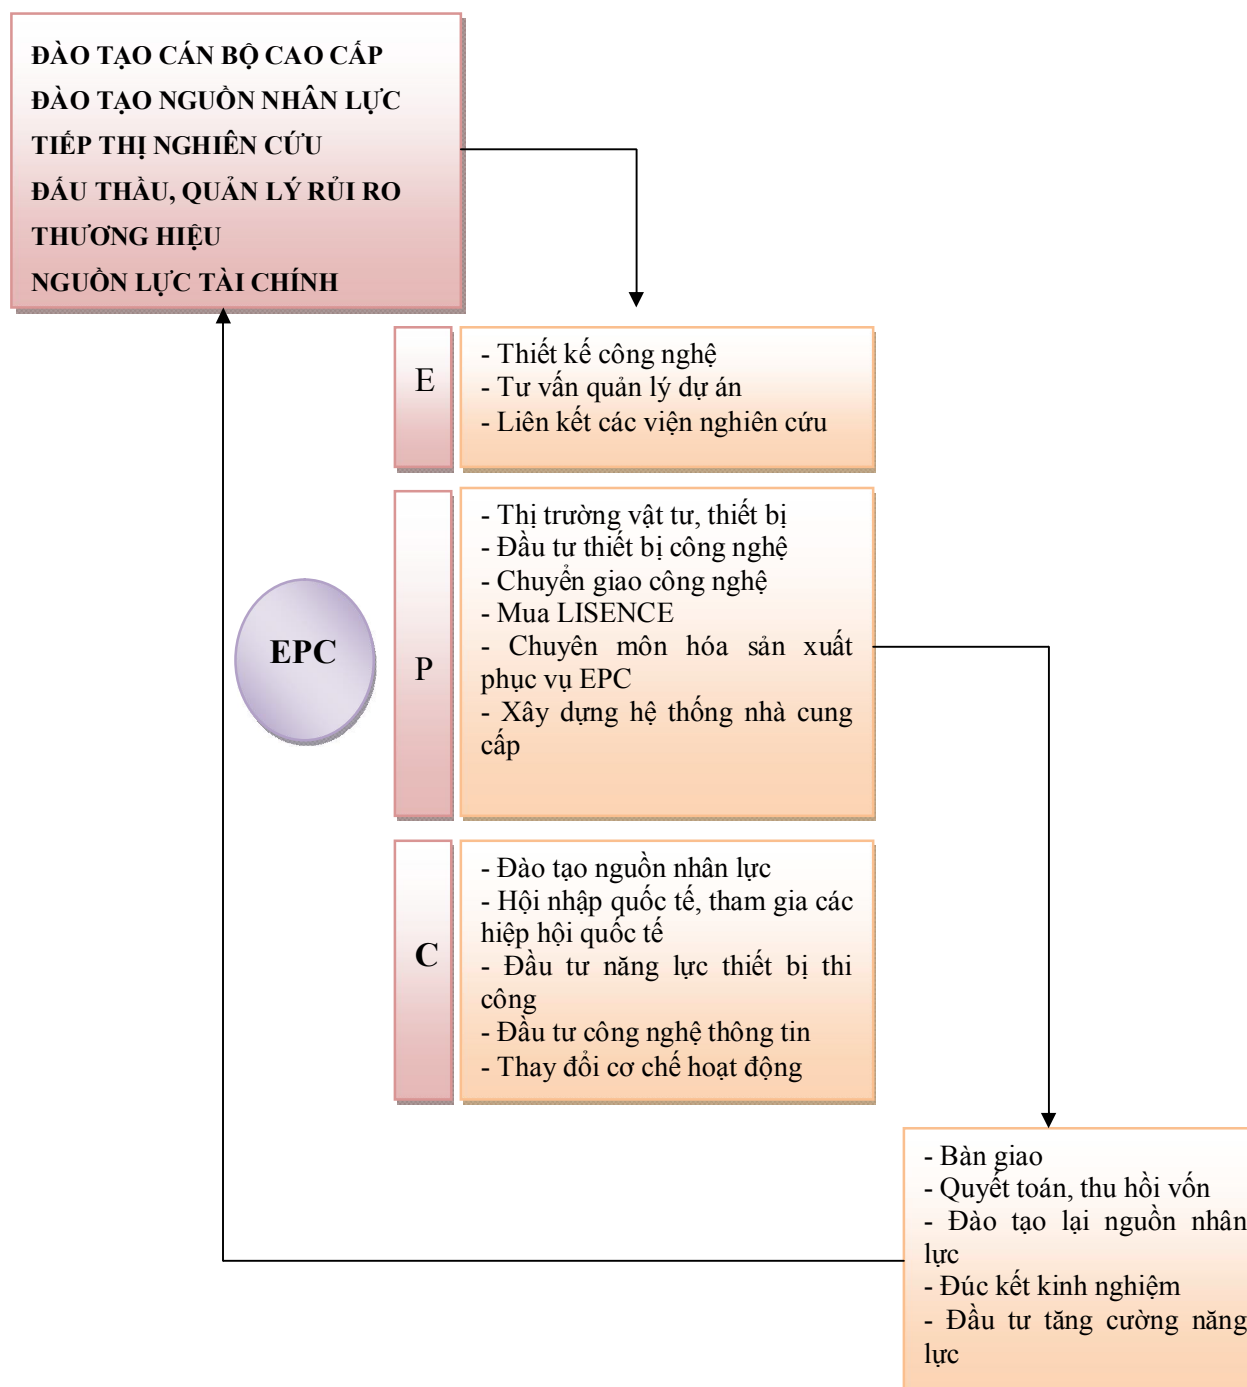 ĐÀO TẠO CÁN BỘ CAO CẤP
ĐÀO TẠO NGUỒN NHÂN LỰC
TIẾP THỊ NGHIÊN CỨU
ĐẤU THẦU, QUẢN LÝ RỦI RO
THƯƠNG HIỆU
NGUỒN LỰC TÀI CHÍNH
E
- Thiết kế công nghệ
- Tư vấn quản lý dự án
- Liên kết các viện nghiên cứu
EPC
P
- Thị trường vật tư, thiết bị
- Đầu tư thiết bị công nghệ
- Chuyển giao công nghệ
- Mua LISENCE
- Chuyên môn hóa sản xuất
phục vụ EPC
- Xây dựng hệ thống nhà cung
cấp
C
- Đào tạo nguồn nhân lực
- Hội nhập quốc tế, tham gia các
hiệp hội quốc tế
- Đầu tư năng lực thiết bị thi
công
- Đầu tư công nghệ thông tin
- Thay đổi cơ chế hoạt động
- Bàn giao
- Quyết toán, thu hồi vốn
- Đào tạo lại nguồn nhân
lực
- Đúc kết kinh nghiệm
- Đầu tư tăng cường năng
lực